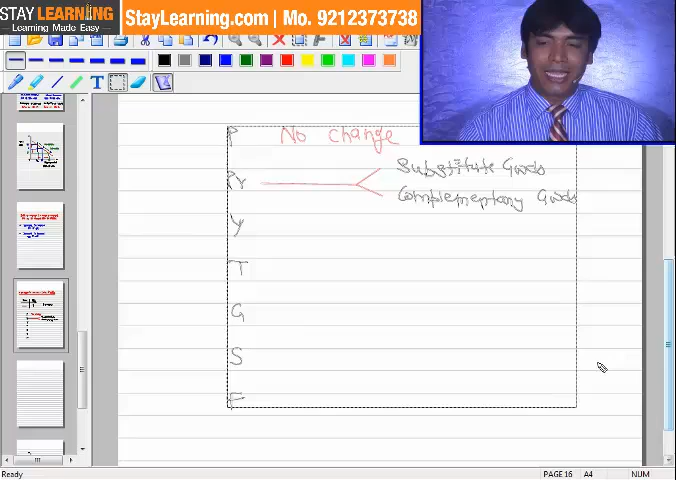 STAY LEARNING
Learning Made Easy
StayLearning.com | Mo. 9212373738
P No change
Pr Substitute Goods
Complementary Goods
Y
T
G
S
F
Ready PAGE 16 A4 NUM